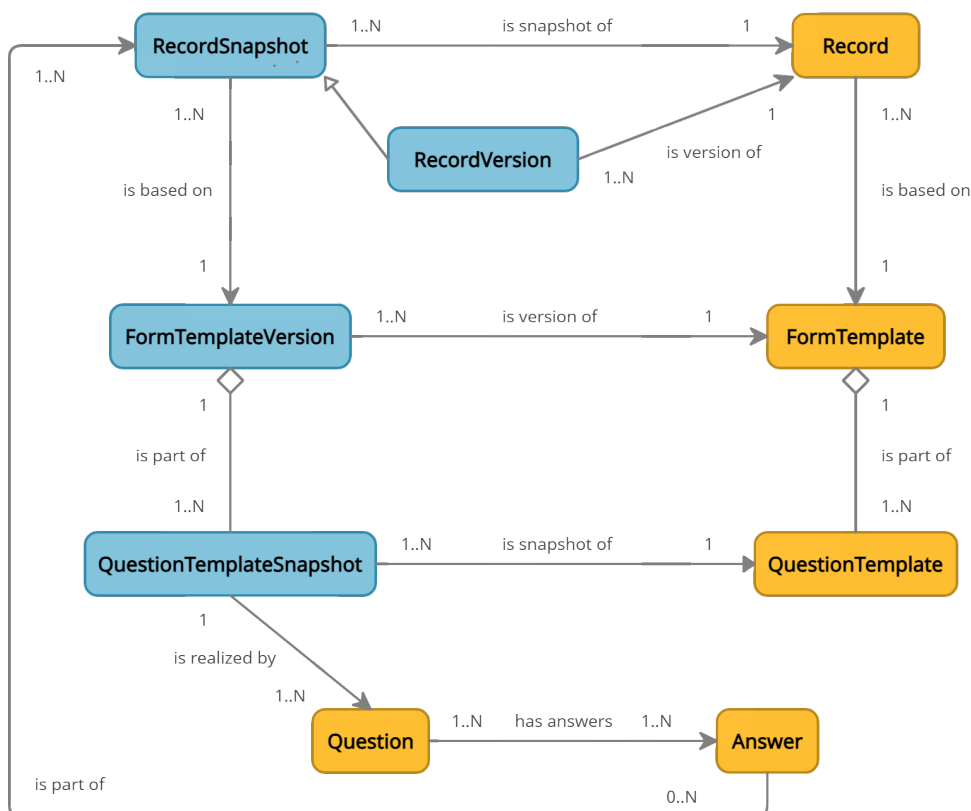 RecordSnapshot
1..N
is snapshot of
1
Record
1..N
1..N
RecordVersion
1
is version of
1..N
1..N
is based on
is based on
1
1
FormTemplateVersion
1..N
is version of
1
FormTemplate
1
1
is part of
is part of
1..N
1..N
QuestionTemplateSnapshot
1..N
is snapshot of
1
QuestionTemplate
1
is realized by
1..N
Question
1..N
has answers
1..N
Answer
is part of
0..N